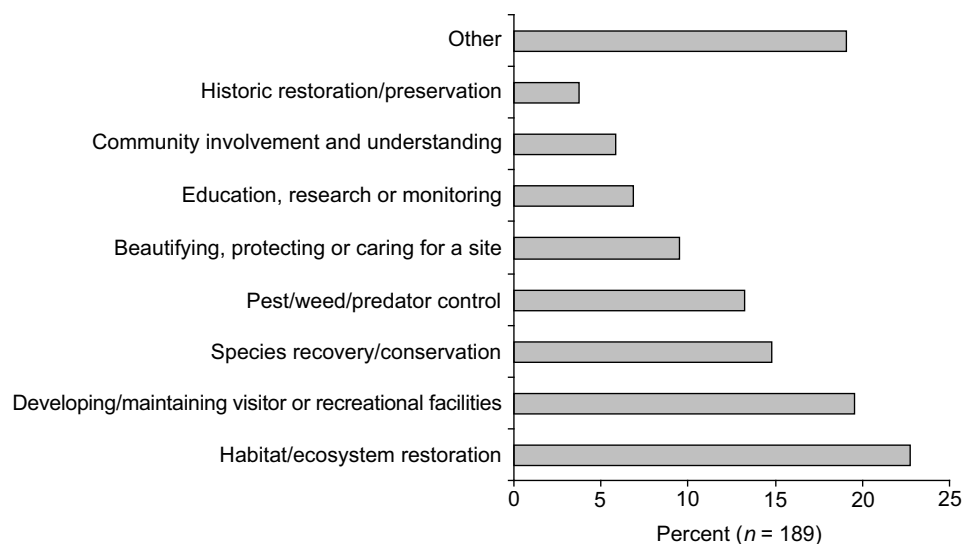 Other
Historic restoration/preservation
Community involvement and understanding
Education, research or monitoring
Beautifying, protecting or caring for a site
Pest/weed/predator control
Species recovery/conservation
Developing/maintaining visitor or recreational facilities
Habitat/ecosystem restoration
0 5 10 15 20 25
Percent (n = 189)